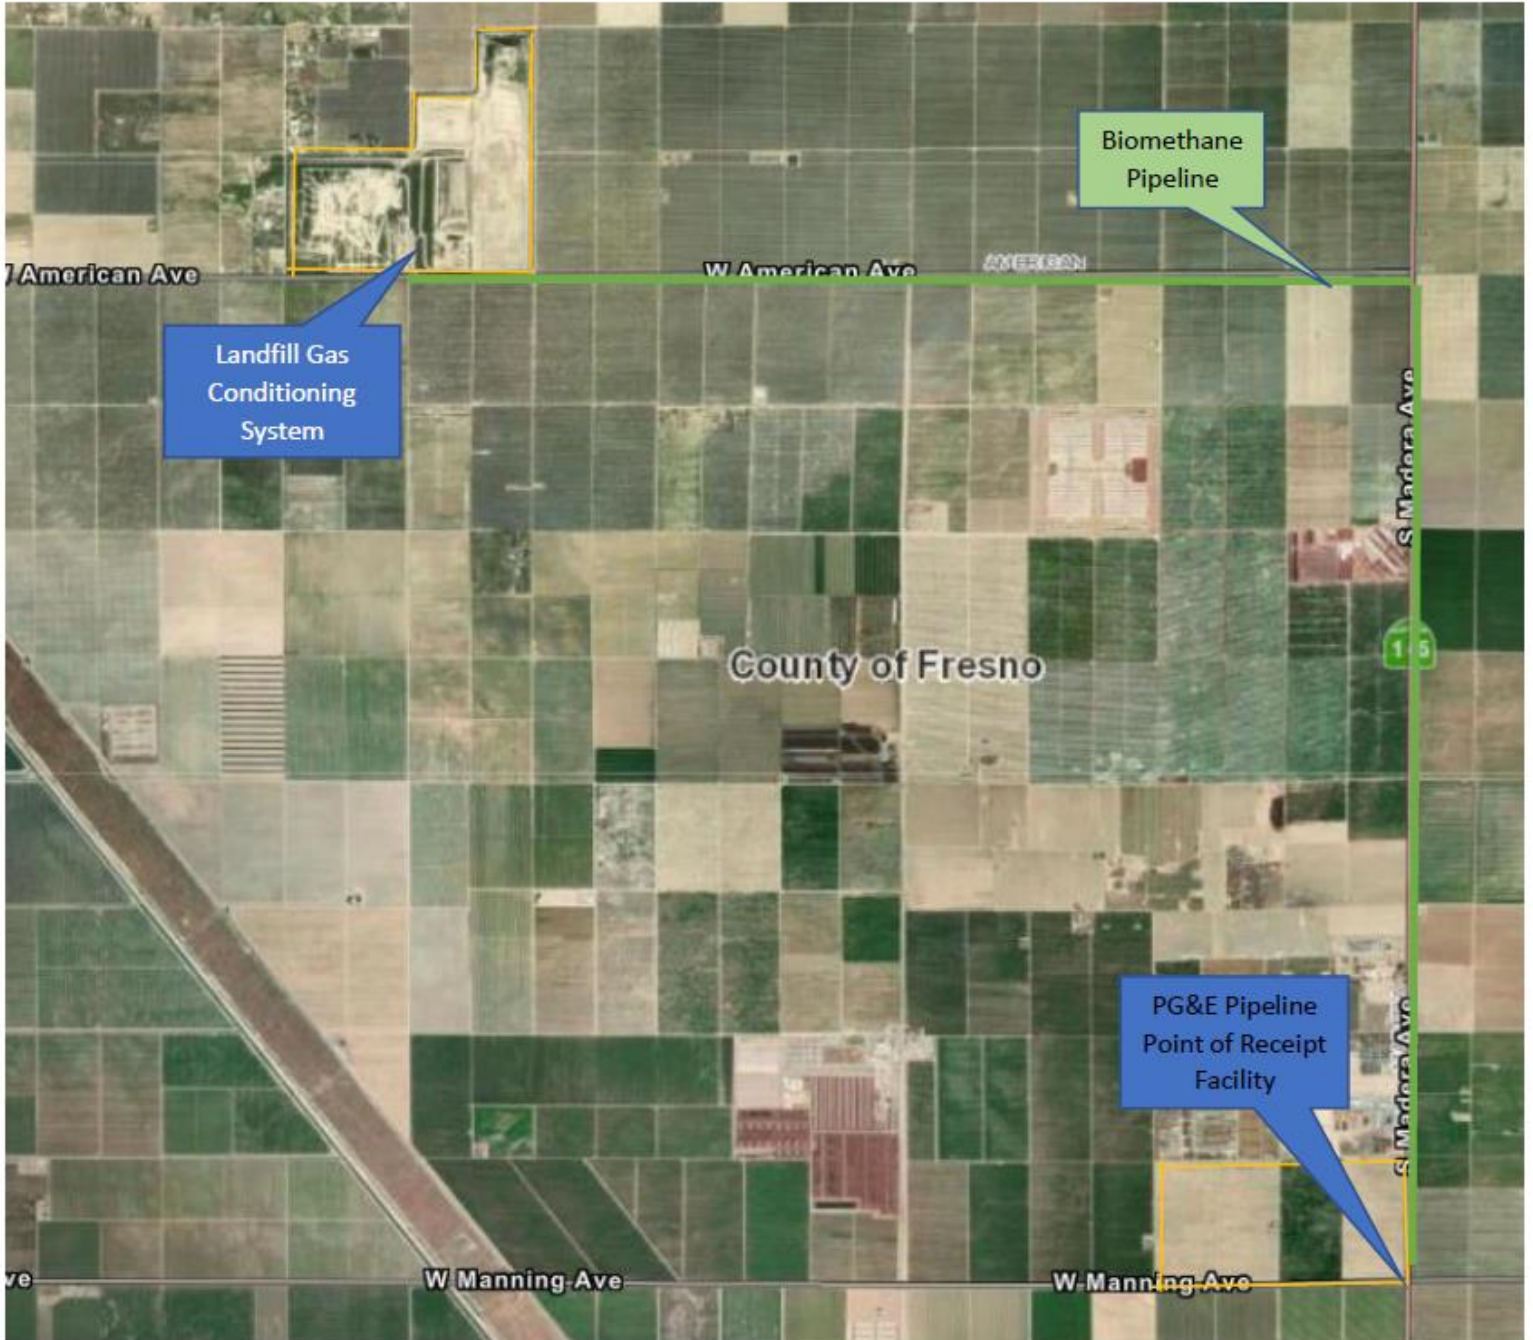 Biomethane
Pipeline
W American Ave
AMERICAN
American Ave
Landfill Gas
Conditioning
System
S Madera Ave
County of Fresno
PG&E Pipeline
Point of Receipt
Facility
S Madera Ave
ve
W Manning Ave
W Manning Ave